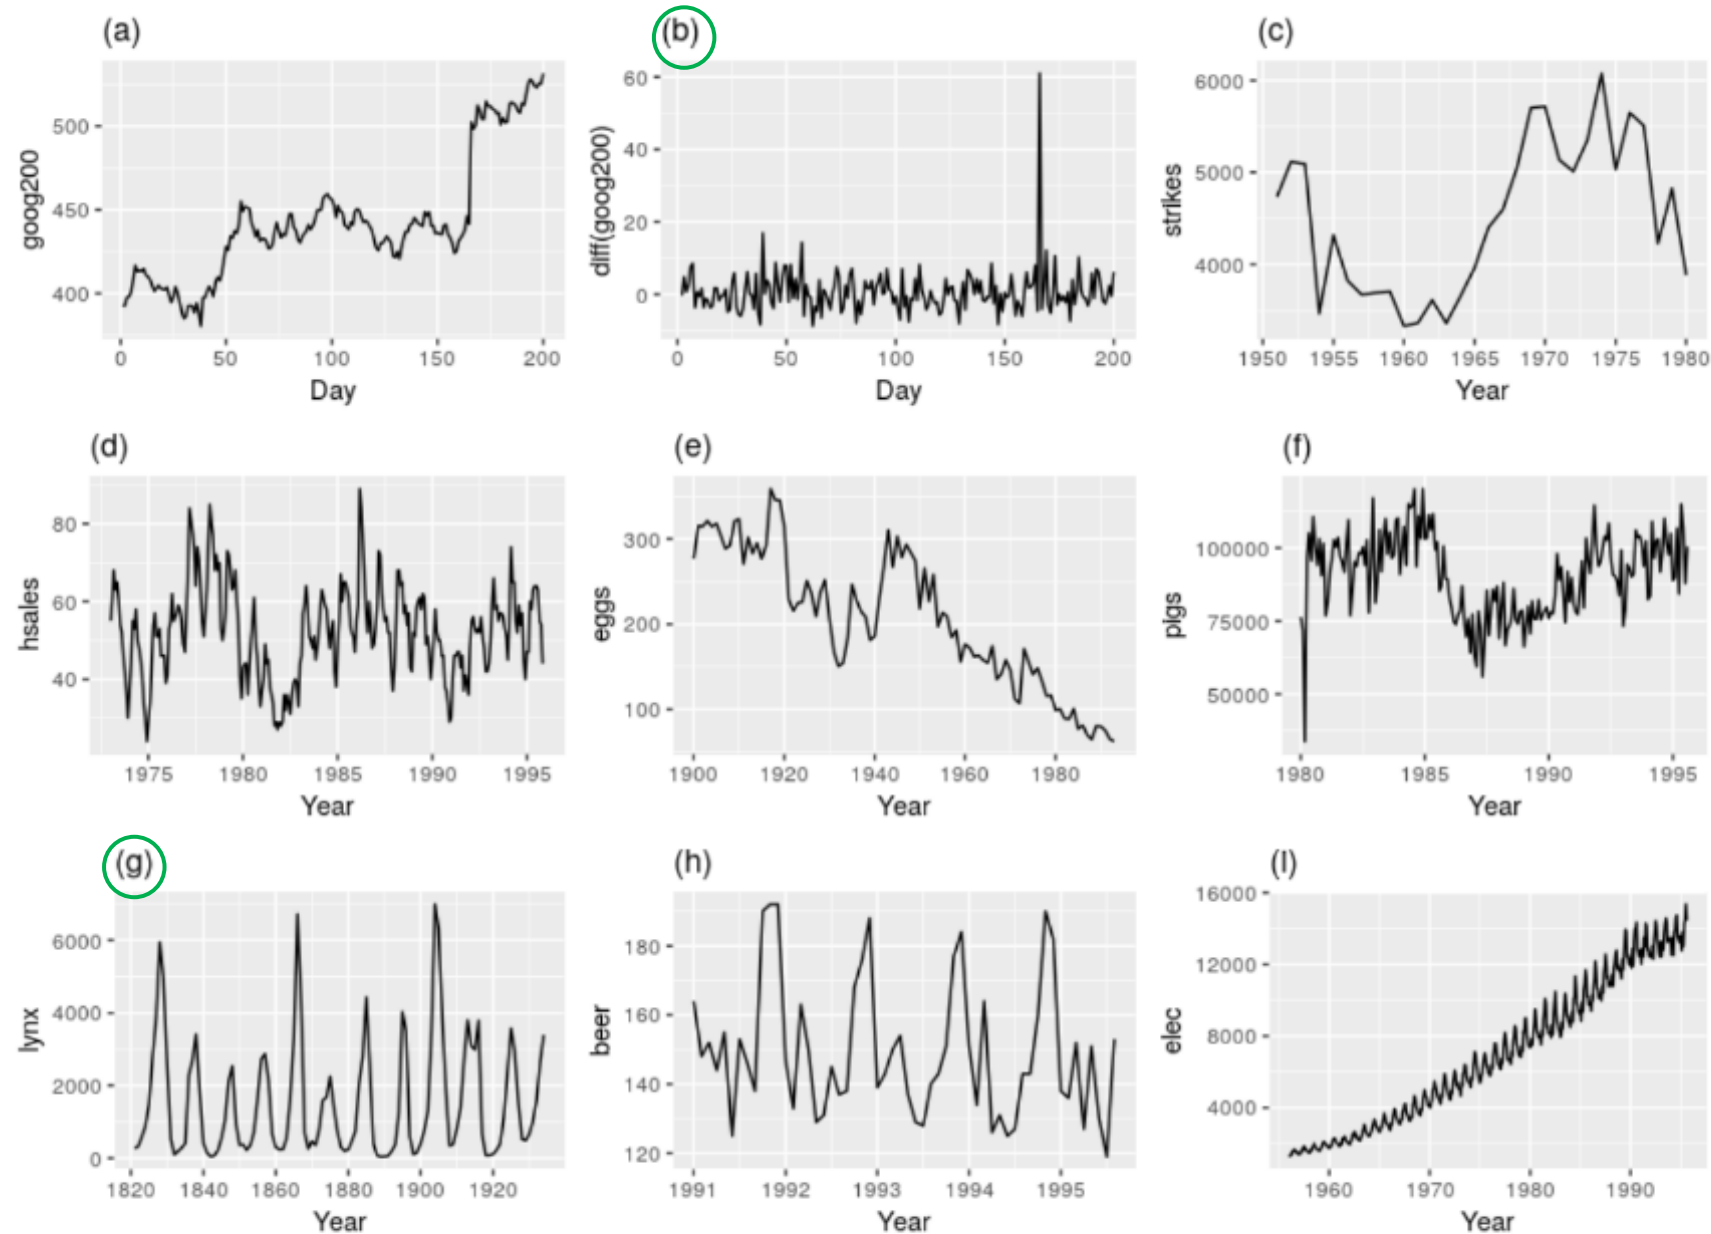 (a)
500
450
400
goog200
0 50 100 150 200
Day
(b)
60
40
20
0
diff(goog200)
0 50 100 150 200
Day
(c)
6000
5000
4000
strikes
1950 1955 1960 1965 1970 1975 1980
Year
(d)
80
60
40
hsales
1975 1980 1985 1990 1995
Year
(e)
300
200
100
eggs
1900 1920 1940 1960 1980
Year
(f)
100000
75000
50000
pigs
1980 1985 1990 1995
Year
(g)
6000
4000
2000
0
lynx
1820 1840 1860 1880 1900 1920
Year
(h)
180
160
140
120
beer
1991 1992 1993 1994 1995
Year
(I)
16000
12000
8000
4000
elec
1960 1970 1980 1990
Year